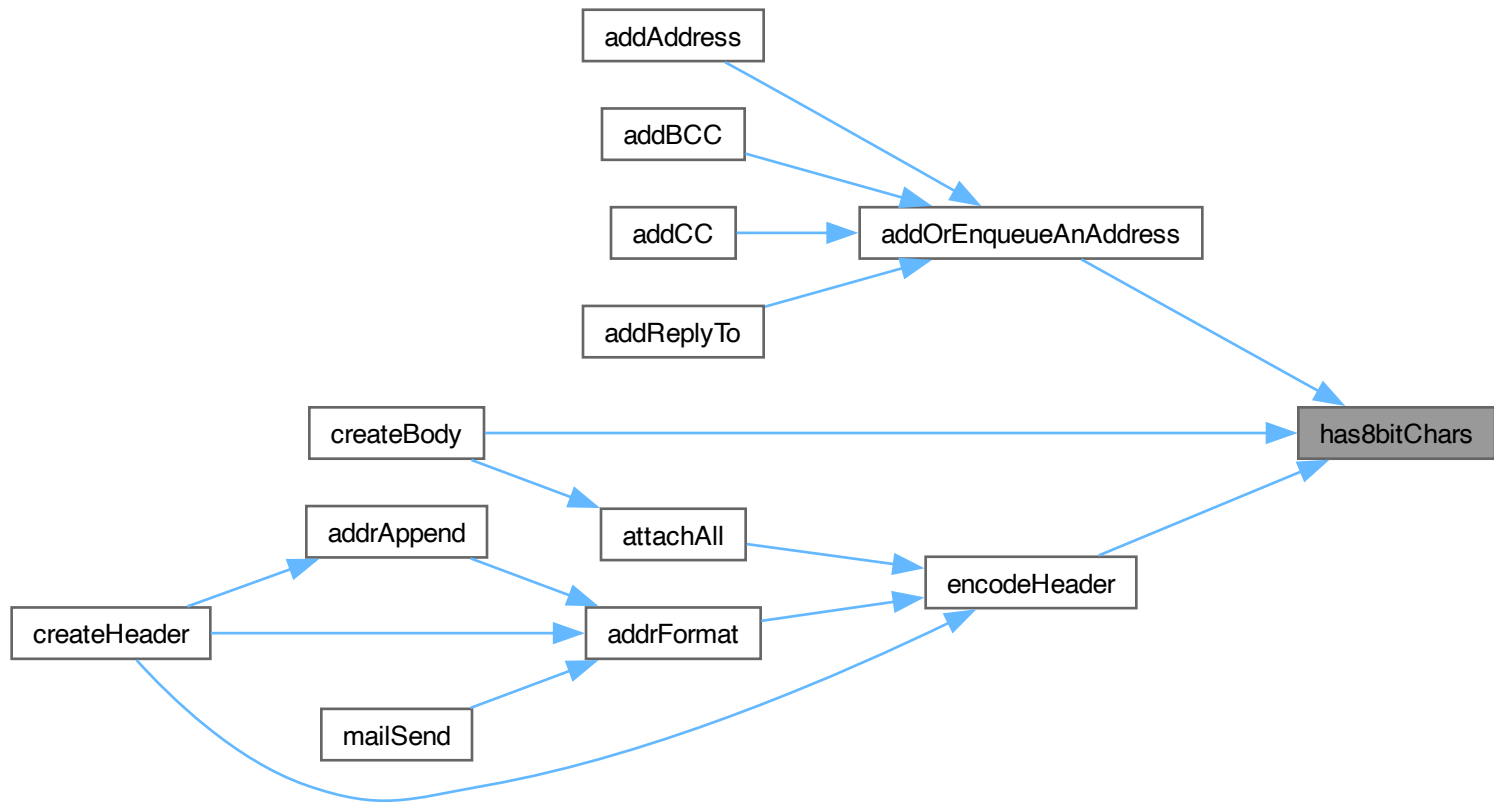 addAddress
addBCC
addCC
addOrEnqueueAnAddress
addReplyTo
createBody
has8bitChars
addrAppend
attachAll
encodeHeader
createHeader
addrFormat
mailSend